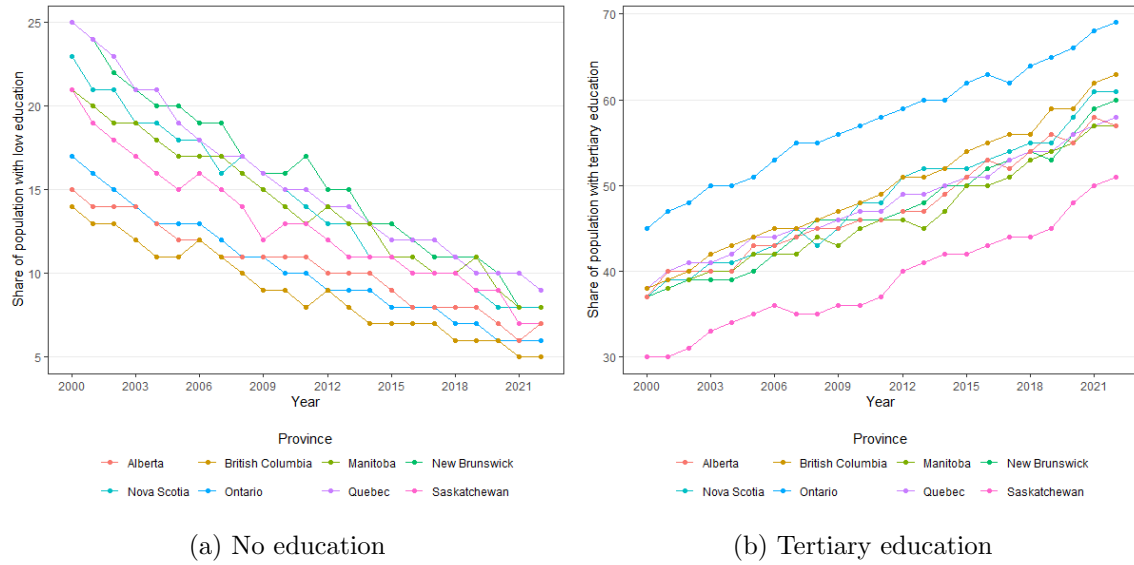 Share of population with low education
25
20
15
10
5
2000 2003 2006 2009 2012 2015 2018 2021
Year
Province
Alberta British Columbia Manitoba New Brunswick
Nova Scotia Ontario Quebec Saskatchewan
(a) No education
Share of population with tertiary education
70
60
50
40
30
2000 2003 2006 2009 2012 2015 2018 2021
Year
Province
Alberta British Columbia Manitoba New Brunswick
Nova Scotia Ontario Quebec Saskatchewan
(b) Tertiary education